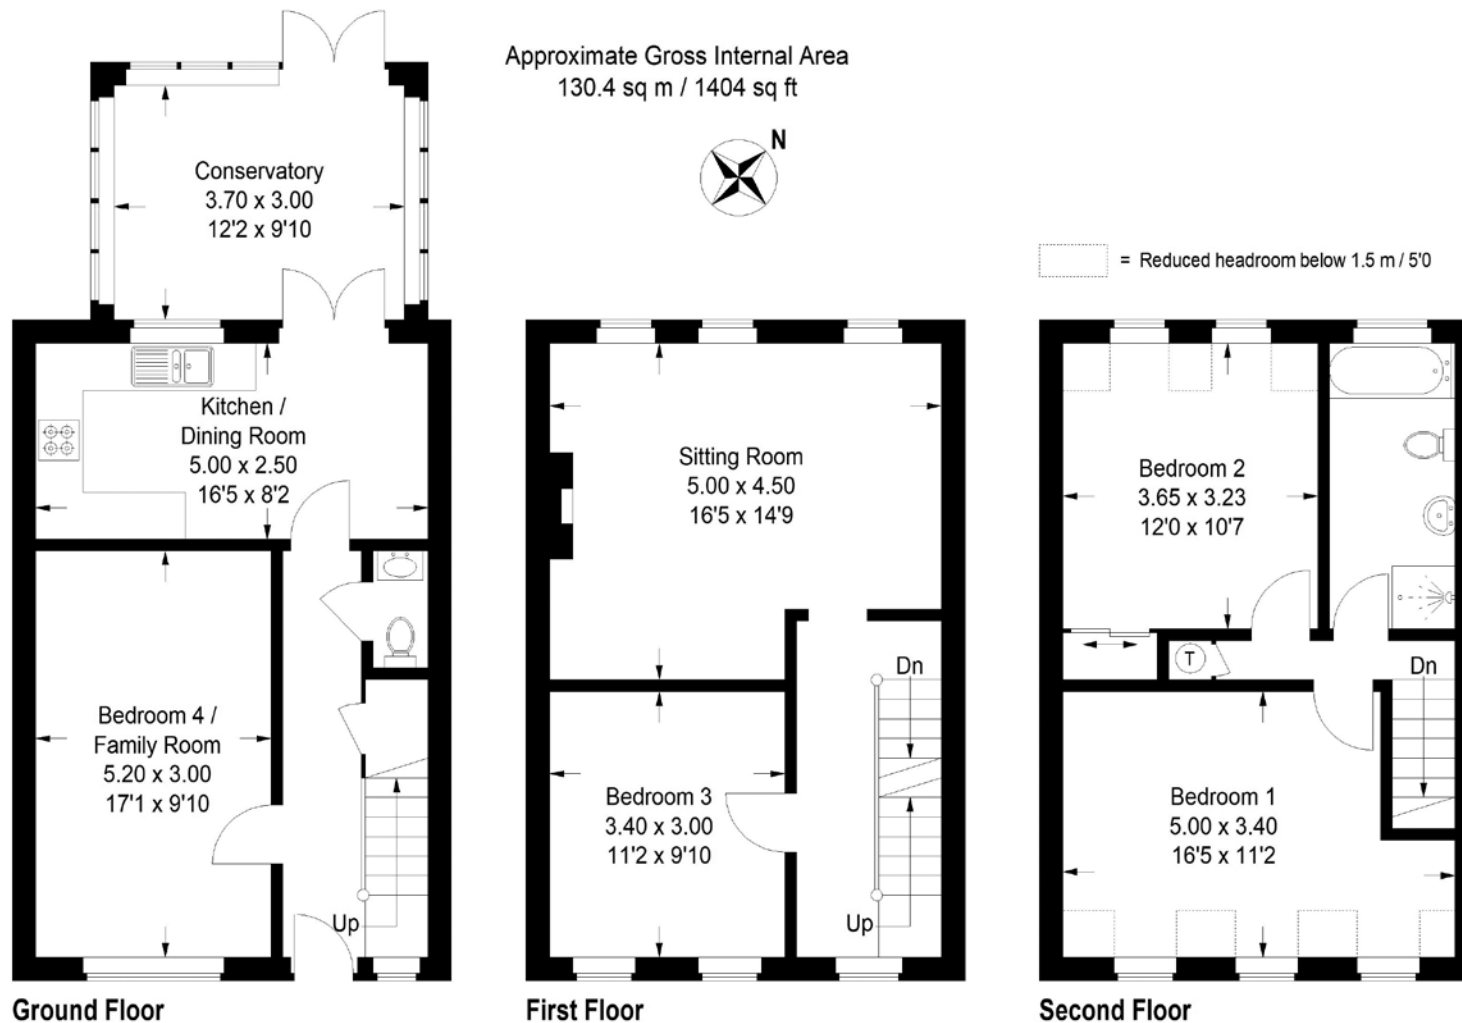 Approximate Gross Internal Area
130.4 sq m / 1404 sq ft
N
= Reduced headroom below 1.5 m / 5'0
Conservatory
3.70 x 3.00
12'2 x 9'10
Kitchen /
Dining Room
5.00 x 2.50
16'5 x 8'2
Bedroom 4 /
Family Room
5.20 x 3.00
17'1 x 9'10
Up
Ground Floor
Sitting Room
5.00 x 4.50
16'5 x 14'9
Dn
Bedroom 3
3.40 x 3.00
11'2 x 9'10
Up
First Floor
Bedroom 2
3.65 x 3.23
12'0 x 10'7
T
Dn
Bedroom 1
5.00 x 3.40
16'5 x 11'2
Second Floor